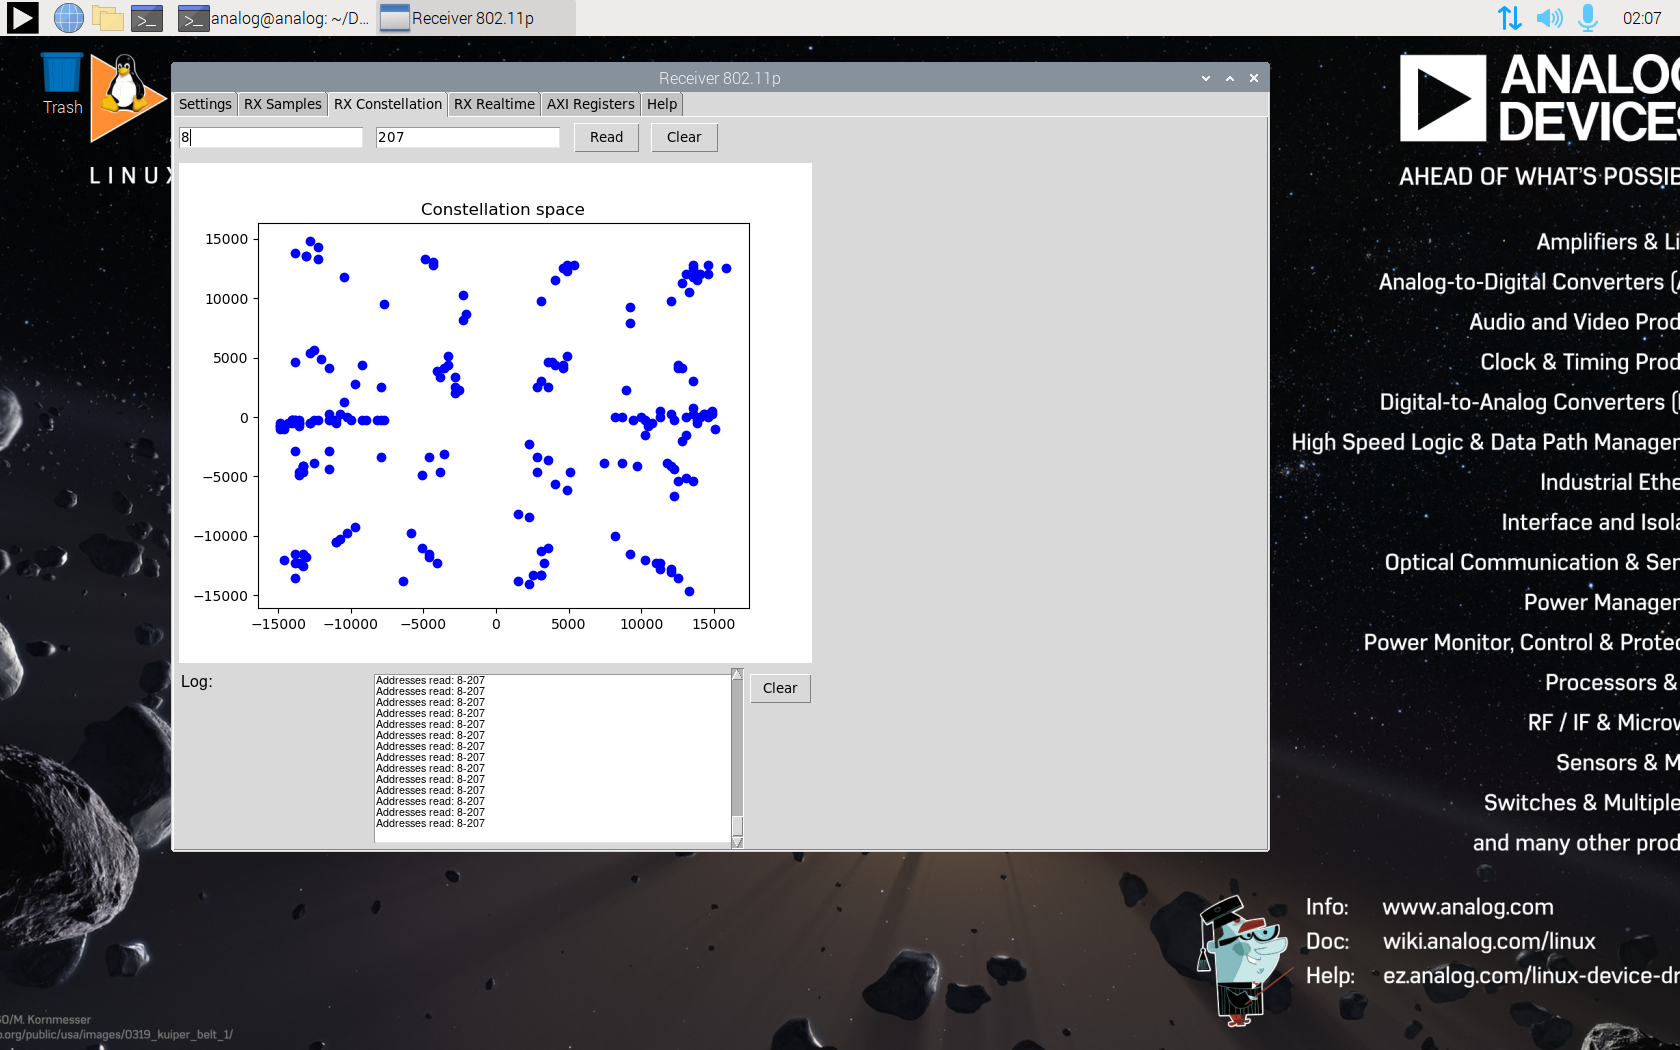 analog@analog: ~/D...
Receiver 802.11p
02:07
Trash
LINUX
Receiver 802.11p
Settings
RX Samples
RX Constellation
RX Realtime
AXI Registers
Help
8
207
Read
Clear
Constellation space
15000
10000
5000
0
−5000
−10000
−15000
−15000
−10000
−5000
0
5000
10000
15000
Log:
Addresses read: 8-207
Addresses read: 8-207
Addresses read: 8-207
Addresses read: 8-207
Addresses read: 8-207
Addresses read: 8-207
Addresses read: 8-207
Addresses read: 8-207
Addresses read: 8-207
Addresses read: 8-207
Addresses read: 8-207
Addresses read: 8-207
Addresses read: 8-207
Addresses read: 8-207
Clear
ANALOG
DEVICES
AHEAD OF WHAT'S POSSIB
Amplifiers & Li
Analog-to-Digital Converters (A
Audio and Video Prod
Clock & Timing Prod
Digital-to-Analog Converters (
High Speed Logic & Data Path Managem
Industrial Ethe
Interface and Isola
Optical Communication & Sen
Power Managem
Power Monitor, Control & Protec
Processors &
RF / IF & Microw
Sensors & M
Switches & Multiple
and many other prod
Info: www.analog.com
Doc: wiki.analog.com/linux
Help: ez.analog.com/linux-device-dr
SO/M. Kornmesser
o.org/public/usa/images/0319_kuiper_belt_1/